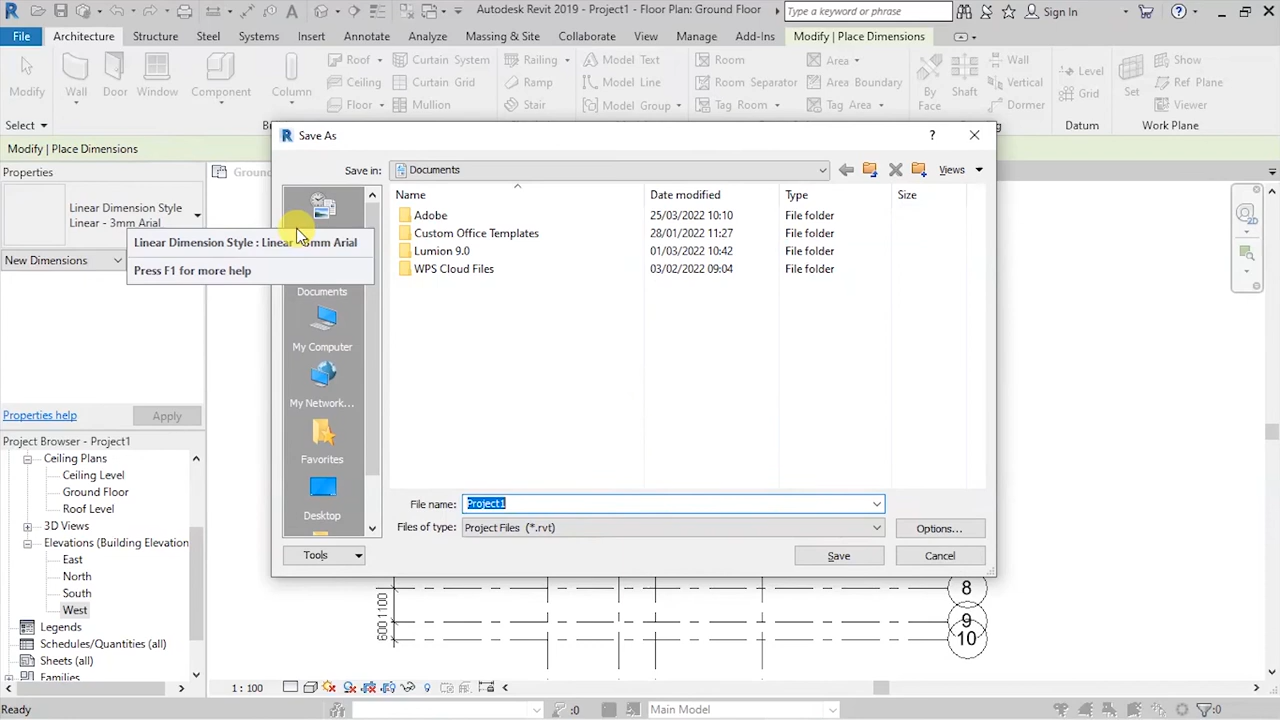 Autodesk Revit 2019 - Project1 - Floor Plan: Ground Floor
Type a keyword or phrase
Sign In
File
Architecture
Structure
Steel
Systems
Insert
Annotate
Analyze
Massing & Site
Collaborate
View
Manage
Add-Ins
Modify | Place Dimensions
Modify
Wall
Door
Window
Component
Column
Roof
Ceiling
Floor
Curtain System
Curtain Grid
Mullion
Railing
Ramp
Stair
Model Text
Model Line
Model Group
Room
Room Separator
Tag Room
Area
Area Boundary
Tag Area
By
Face
Shaft
Wall
Vertical
Dormer
Level
Grid
Set
Show
Ref Plane
Viewer
Select
Datum
Work Plane
Modify | Place Dimensions
Properties
Linear Dimension Style
Linear - 3mm Arial
New Dimensions
Linear Dimension Style : Linear - 3mm Arial
Press F1 for more help
Properties help
Apply
Project Browser - Project1
Ceiling Plans
Ceiling Level
Ground Floor
Roof Level
3D Views
Elevations (Building Elevation
East
North
South
West
Legends
Schedules/Quantities (all)
Sheets (all)
Families
Save As
Save in:
Documents
Views
Name
Date modified
Type
Size
Adobe 25/03/2022 10:10 File folder
Custom Office Templates 28/01/2022 11:27 File folder
Lumion 9.0 01/03/2022 10:42 File folder
WPS Cloud Files 03/02/2022 09:04 File folder
Documents
My Computer
My Network...
Favorites
Desktop
File name:
Project1
Files of type:
Project Files (*.rvt)
Options...
Tools
Save
Cancel
600 1100
8
9
10
1 : 100
Ready
:0
Main Model
:0